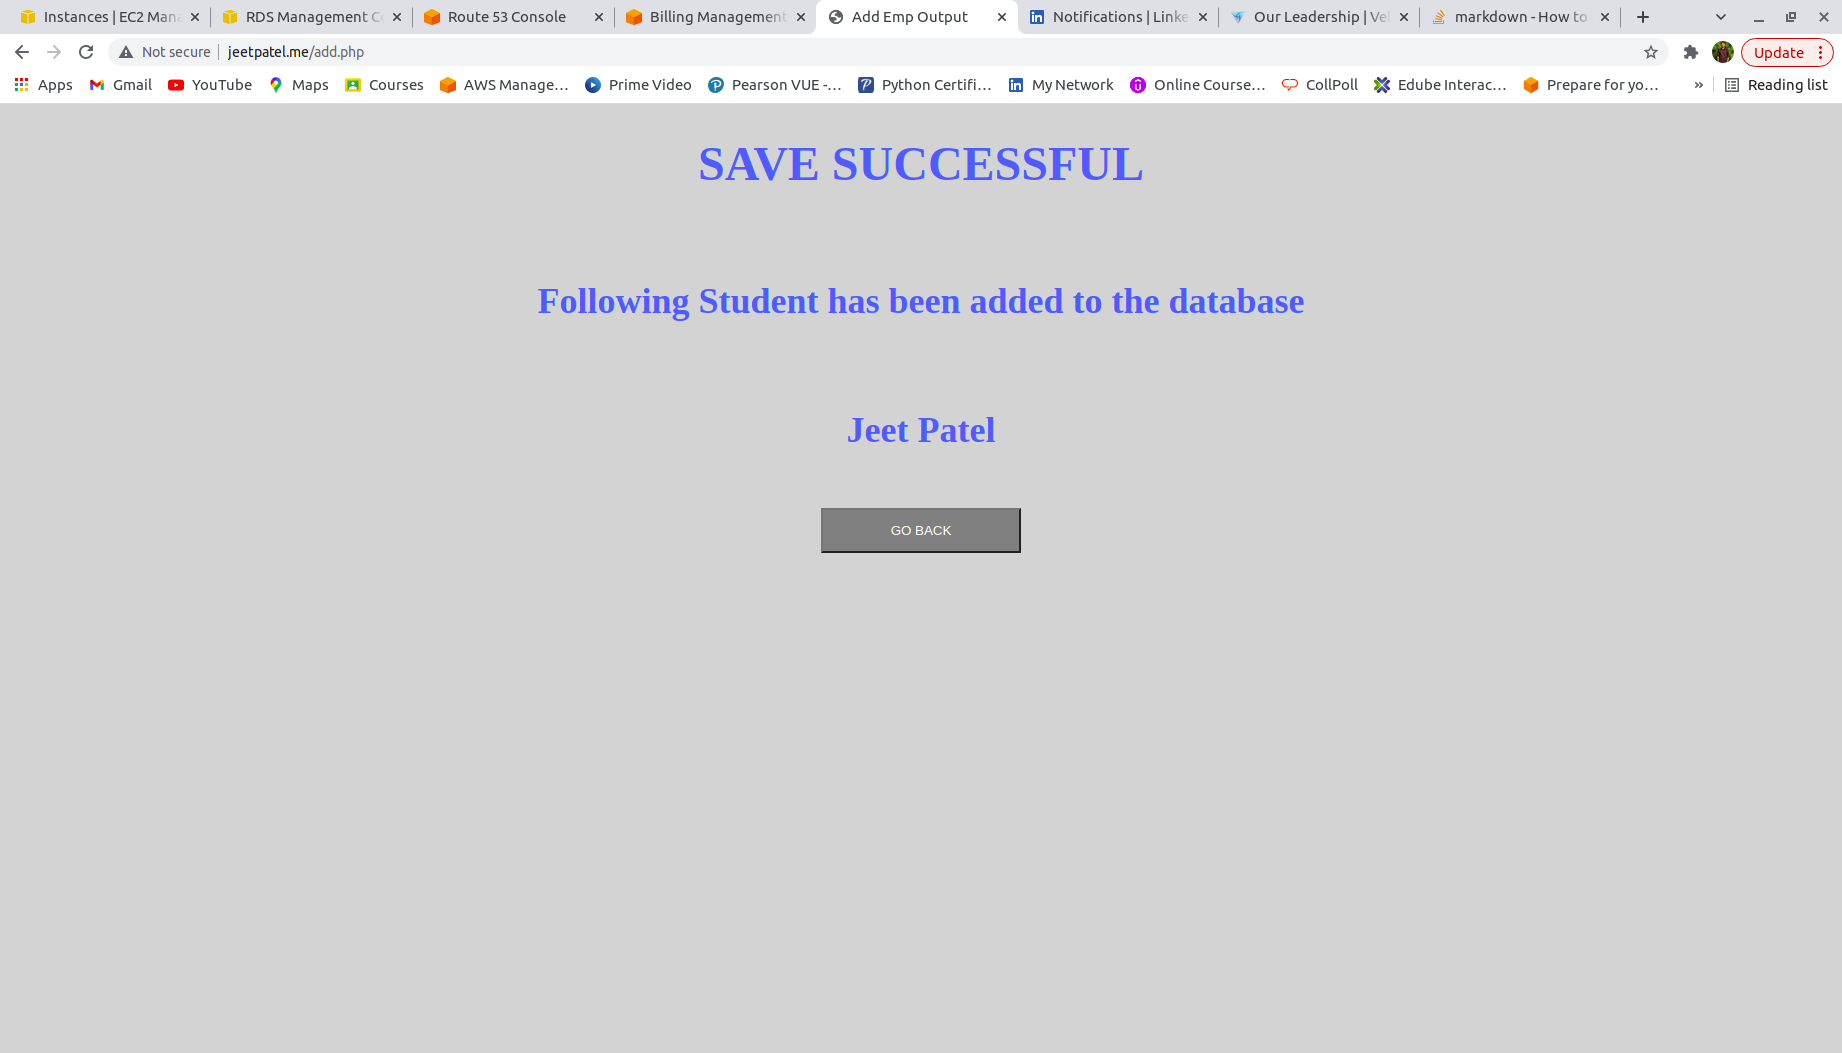 Instances | EC2 Mana
RDS Management Co
Route 53 Console
Billing Management
Add Emp Output
Notifications | Linke
Our Leadership | Vel
markdown - How to
Not secure
jeetpatel.me/add.php
Update
Apps
Gmail
YouTube
Maps
Courses
AWS Manage…
Prime Video
Pearson VUE -…
Python Certifi…
My Network
Online Course…
CollPoll
Edube Interac…
Prepare for yo…
»
Reading list
SAVE SUCCESSFUL
Following Student has been added to the database
Jeet Patel
GO BACK